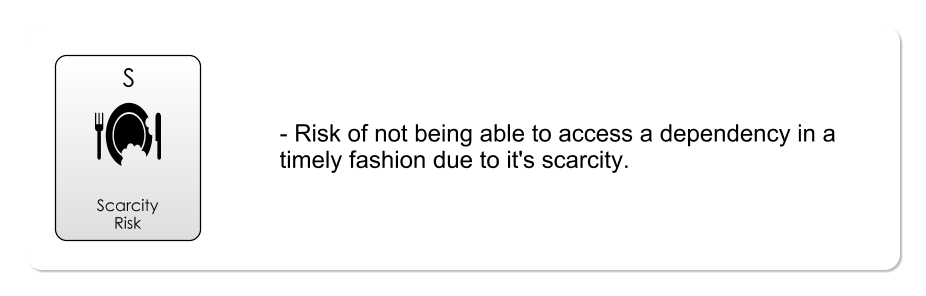 S
Scarcity
Risk
- Risk of not being able to access a dependency in a
timely fashion due to it's scarcity.